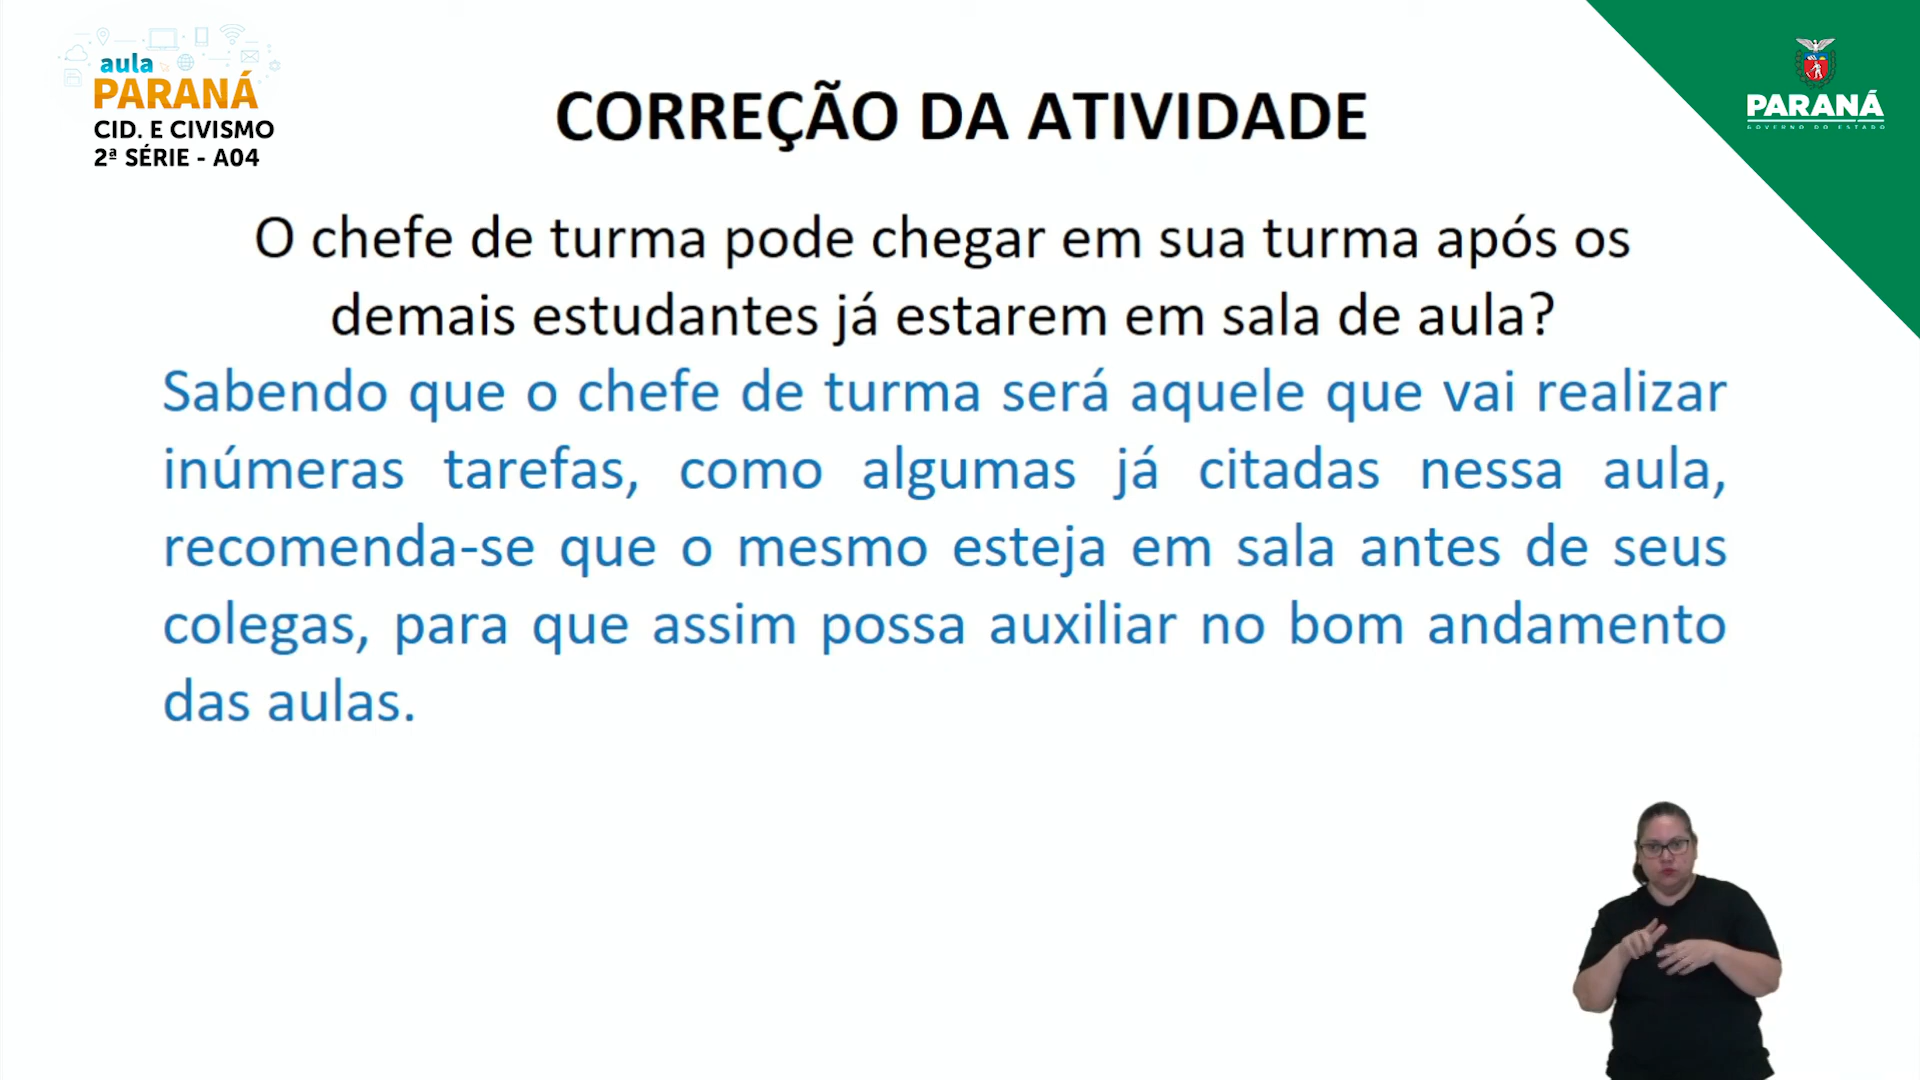 aula
PARANÁ
CID. E CIVISMO
2ª SÉRIE - A04
PARANÁ
GOVERNO DO ESTADO
CORREÇÃO DA ATIVIDADE
O chefe de turma pode chegar em sua turma após os
demais estudantes já estarem em sala de aula?
Sabendo que o chefe de turma será aquele que vai realizar
inúmeras tarefas, como algumas já citadas nessa aula,
recomenda-se que o mesmo esteja em sala antes de seus
colegas, para que assim possa auxiliar no bom andamento
das aulas.